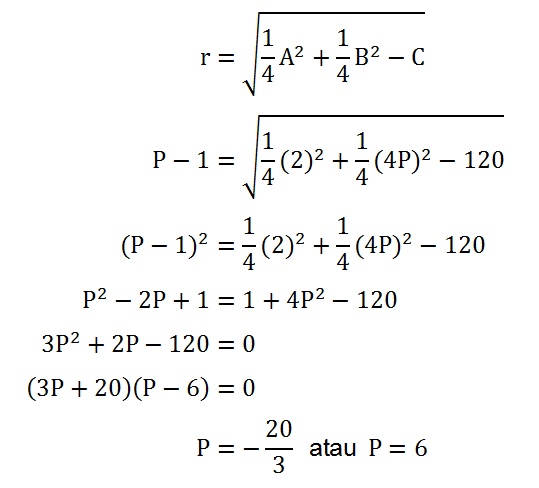 r = √(1/4 A² + 1/4 B² − C)
P − 1 = √(1/4 (2)² + 1/4 (4P)² − 120)
(P − 1)² = 1/4 (2)² + 1/4 (4P)² − 120
P² − 2P + 1 = 1 + 4P² − 120
3P² + 2P − 120 = 0
(3P + 20)(P − 6) = 0
P = − 20/3 atau P = 6